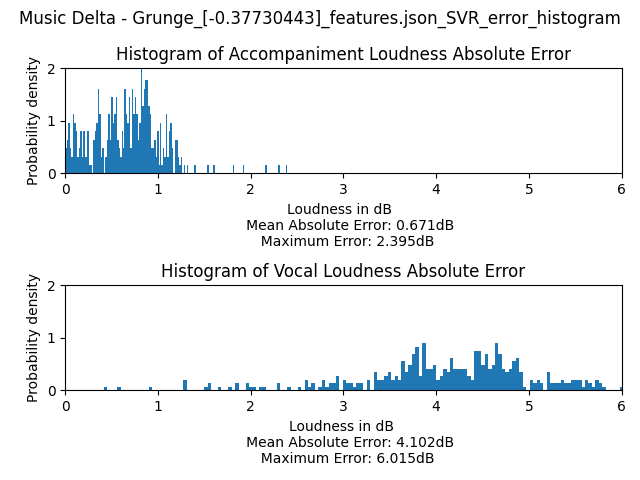 Music Delta - Grunge_[-0.37730443]_features.json_SVR_error_histogram
Histogram of Accompaniment Loudness Absolute Error
Probability density
2
1
0
0 1 2 3 4 5 6
Loudness in dB
Mean Absolute Error: 0.671dB
Maximum Error: 2.395dB
Histogram of Vocal Loudness Absolute Error
Probability density
2
1
0
0 1 2 3 4 5 6
Loudness in dB
Mean Absolute Error: 4.102dB
Maximum Error: 6.015dB